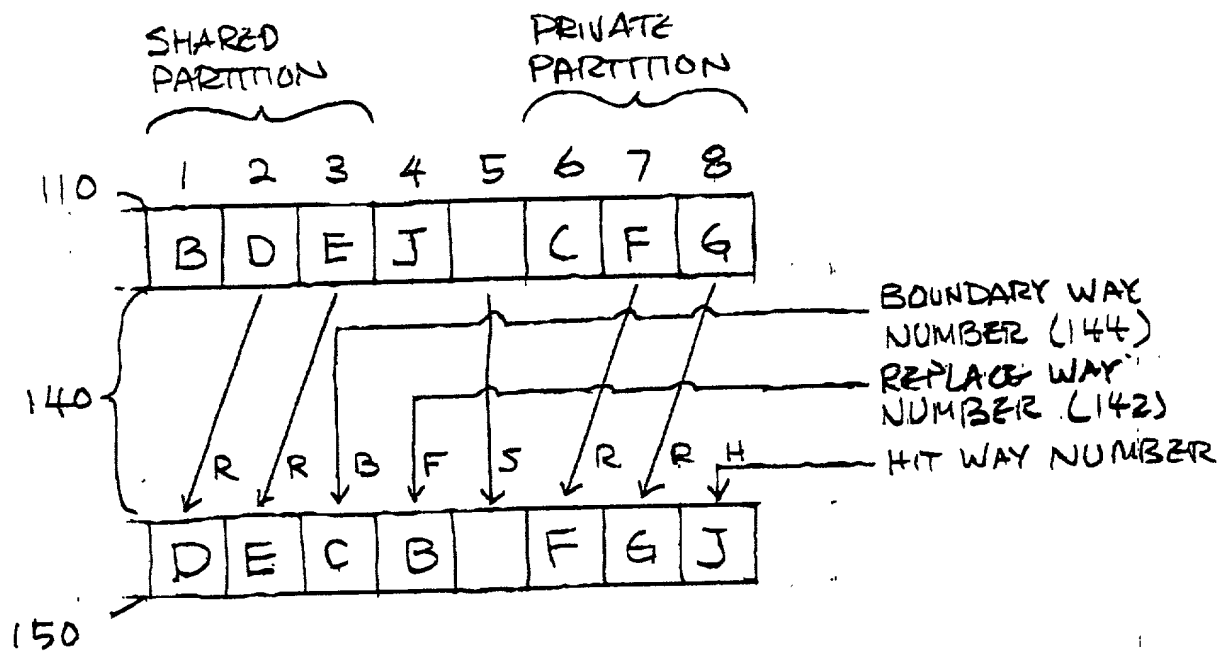 SHARED
PARTITION
PRIVATE
PARTITION
1 2 3 4 5 6 7 8
110
B D E J C F G
BOUNDARY WAY
NUMBER (144)
REPLACE WAY
NUMBER (142)
140
R R B F S R R H
HIT WAY NUMBER
D E C B F G J
150